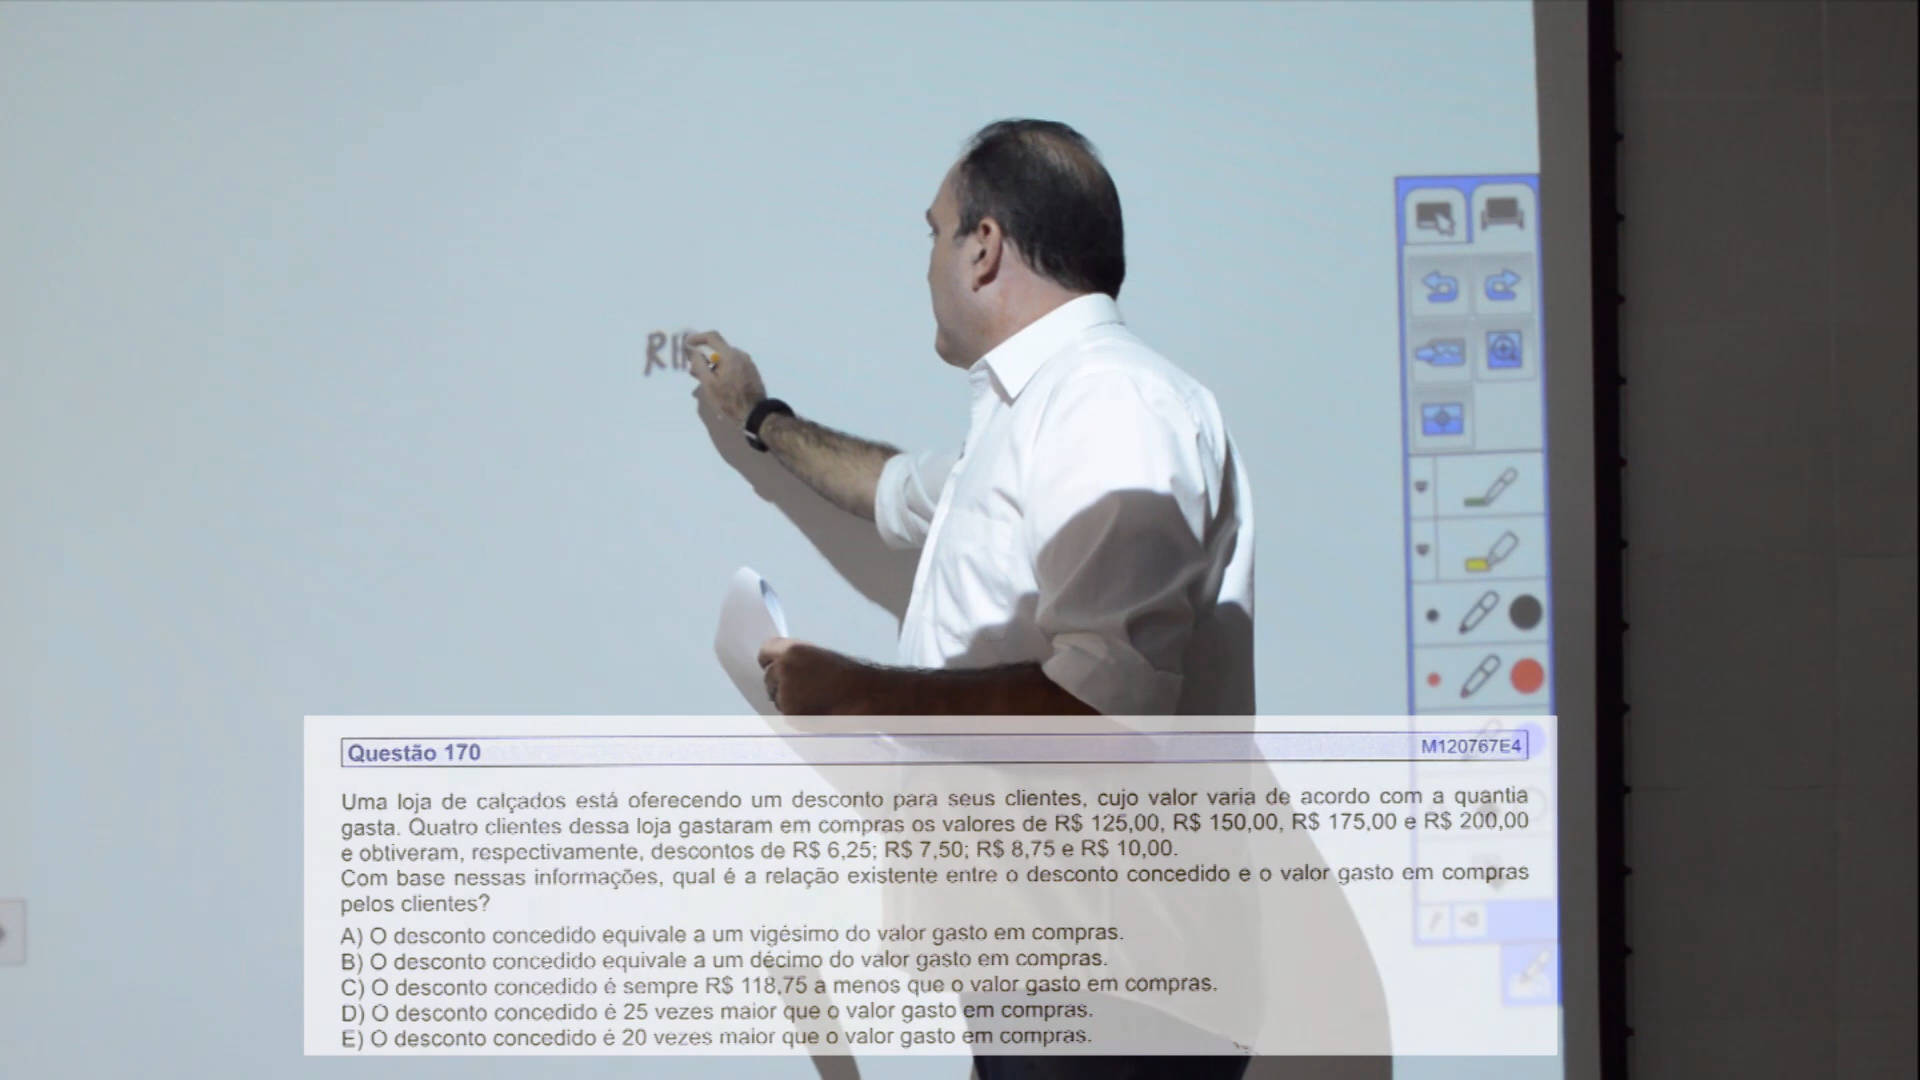 Questão 170
M120767E4
Uma loja de calçados está oferecendo um desconto para seus clientes, cujo valor varia de acordo com a quantia
gasta. Quatro clientes dessa loja gastaram em compras os valores de R$ 125,00, R$ 150,00, R$ 175,00 e R$ 200,00
e obtiveram, respectivamente, descontos de R$ 6,25; R$ 7,50; R$ 8,75 e R$ 10,00.
Com base nessas informações, qual é a relação existente entre o desconto concedido e o valor gasto em compras
pelos clientes?
A) O desconto concedido equivale a um vigésimo do valor gasto em compras.
B) O desconto concedido equivale a um décimo do valor gasto em compras.
C) O desconto concedido é sempre R$ 118,75 a menos que o valor gasto em compras.
D) O desconto concedido é 25 vezes maior que o valor gasto em compras.
E) O desconto concedido é 20 vezes maior que o valor gasto em compras.